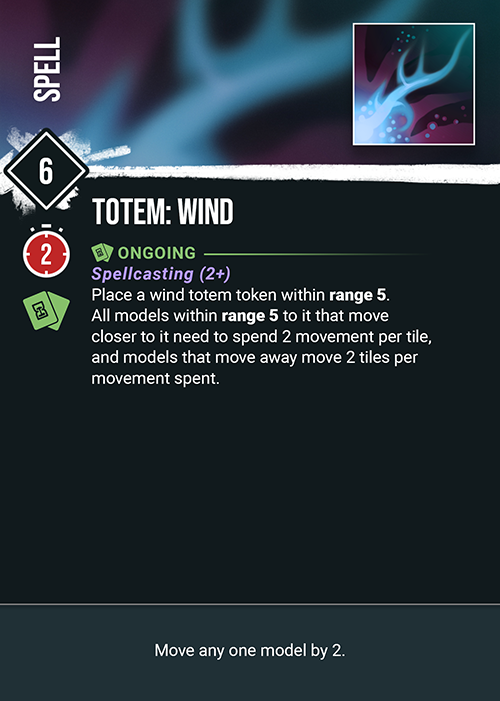 SPELL
6
TOTEM: WIND
2
ONGOING
Spellcasting (2+)
Place a wind totem token within range 5.
All models within range 5 to it that move
closer to it need to spend 2 movement per tile,
and models that move away move 2 tiles per
movement spent.
Move any one model by 2.